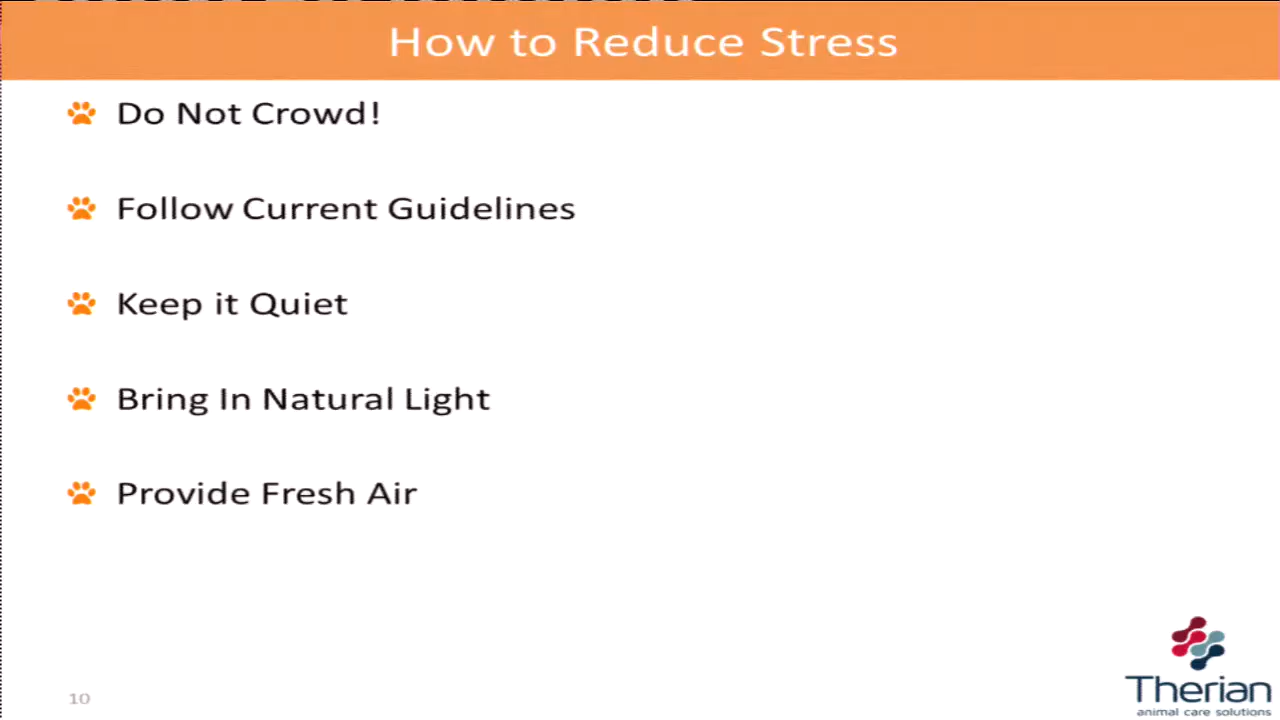 How to Reduce Stress
Do Not Crowd!
Follow Current Guidelines
Keep it Quiet
Bring In Natural Light
Provide Fresh Air
10
Therian
animal care solutions